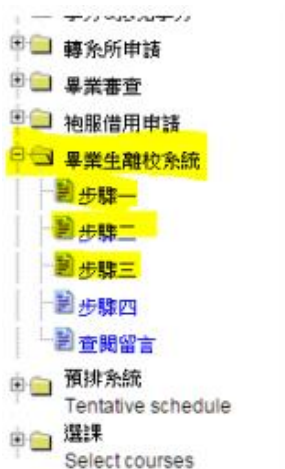 轉系所申請
畢業審查
袍服借用申請
畢業生離校系統
步驟一
步驟二
步驟三
步驟四
查閱留言
預排系統
Tentative schedule
選課
Select courses